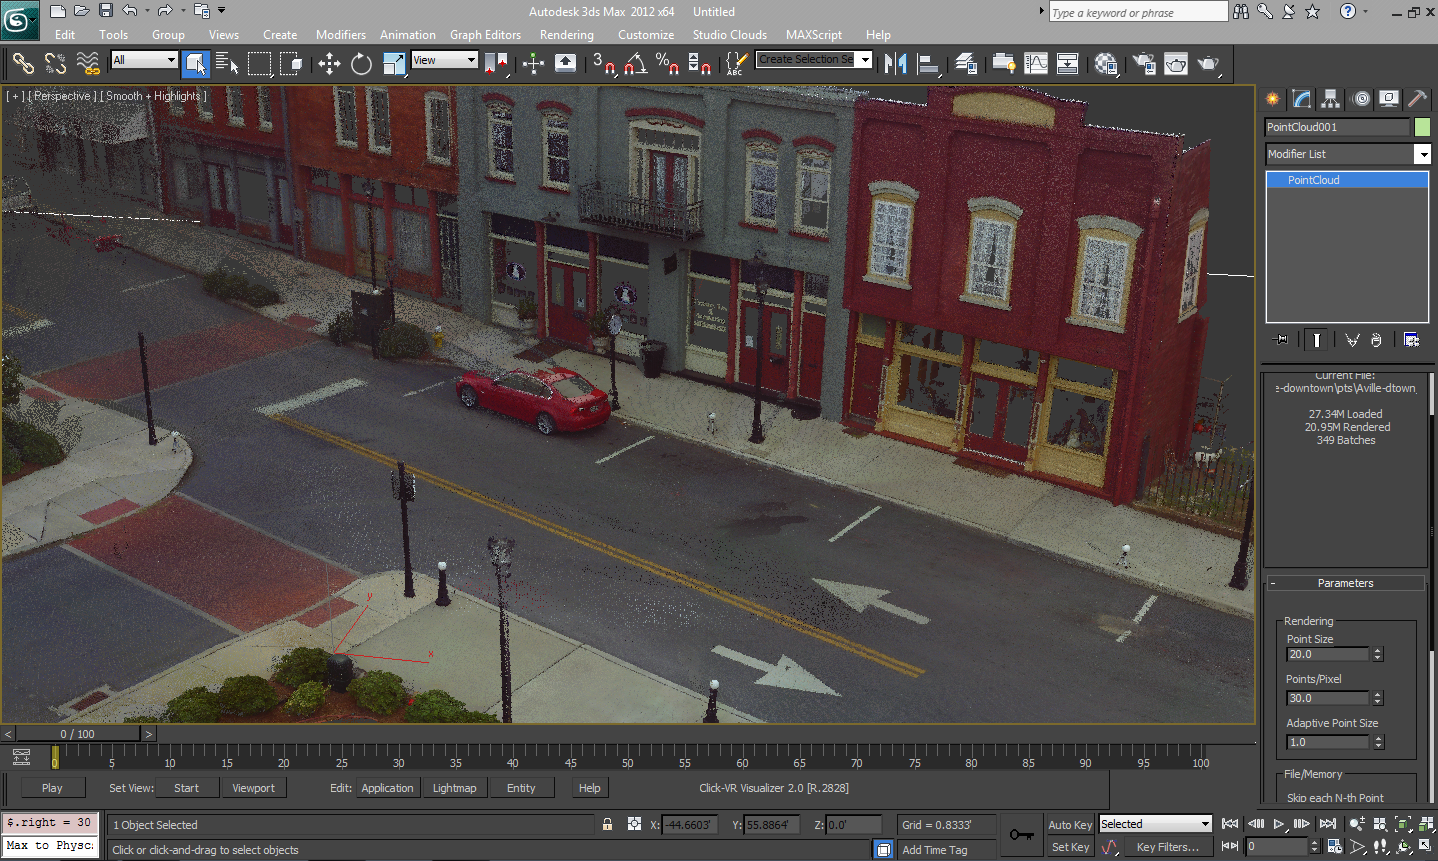 Autodesk 3ds Max 2012 x64 Untitled
Type a keyword or phrase
Edit Tools Group Views Create Modifiers Animation Graph Editors Rendering Customize Studio Clouds MAXScript Help
All
View
3
ABC
Create Selection Se
[ + ] [ Perspective ] [ Smooth + Highlights ]
PointCloud001
Modifier List
PointCloud
Current File:
e-downtown\pts\Aville-dtown_
27.34M Loaded
20.95M Rendered
349 Batches
- Parameters
Rendering
Point Size
20.0
Points/Pixel
30.0
Adaptive Point Size
1.0
File/Memory
Skip each N-th Point
y
x
< 0 / 100 >
0 5 10 15 20 25 30 35 40 45 50 55 60 65 70 75 80 85 90 95 100
Play Set View: Start Viewport Edit: Application Lightmap Entity Help Click-VR Visualizer 2.0 [R.2828]
$.right = 30
Max to Physc
1 Object Selected
X: -44.6603' Y: 55.8864' Z: 0.0' Grid = 0.8333'
Click or click-and-drag to select objects
Add Time Tag
Auto Key Selected
Set Key Key Filters...
0